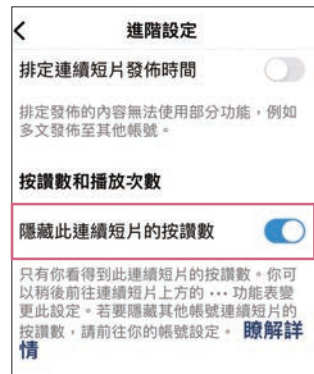 進階設定
排定連續短片發佈時間
排定發佈的內容無法使用部分功能，例如
多文發佈至其他帳號。
按讚數和播放次數
隱藏此連續短片的按讚數
只有你看得到此連續短片的按讚數。你可
以稍後前往連續短片上方的 ··· 功能表變
更此設定。若要隱藏其他帳號連續短片的
按讚數，請前往你的帳號設定。 瞭解詳
情